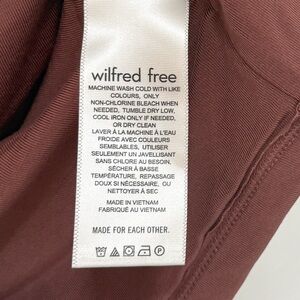 wilfred free
MACHINE WASH COLD WITH LIKE
COLOURS, ONLY
NON-CHLORINE BLEACH WHEN
NEEDED, TUMBLE DRY LOW,
COOL IRON ONLY IF NEEDED,
OR DRY CLEAN
LAVER À LA MACHINE À L'EAU
FROIDE AVEC COULEURS
SEMBLABLES, UTILISER
SEULEMENT UN JAVELLISANT
SANS CHLORE AU BESOIN,
SÉCHER À BASSE
TEMPÉRATURE, REPASSAGE
DOUX SI NÉCESSAIRE, OU
NETTOYER À SEC
MADE IN VIETNAM
FABRIQUÉ AU VIETNAM
MADE FOR EACH OTHER.
P